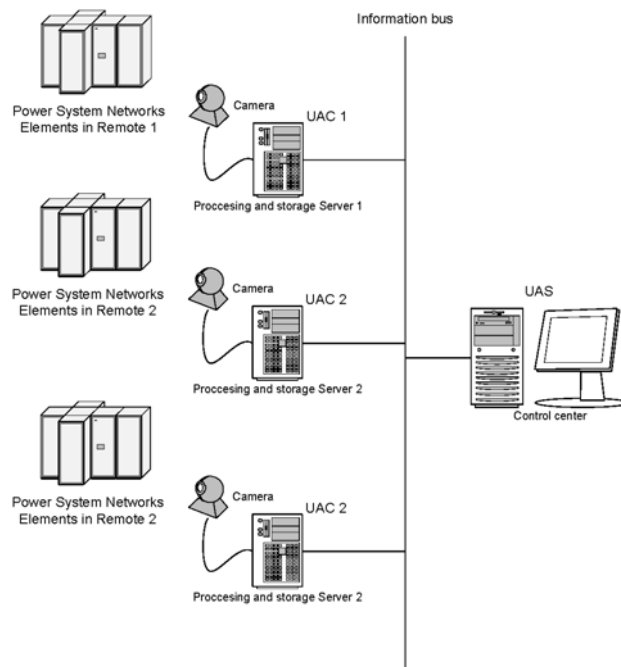 Information bus
Power System Networks
Elements in Remote 1
Camera
UAC 1
Proccesing and storage Server 1
Power System Networks
Elements in Remote 2
Camera
UAC 2
Proccesing and storage Server 2
UAS
Control center
Power System Networks
Elements in Remote 2
Camera
UAC 2
Proccesing and storage Server 2